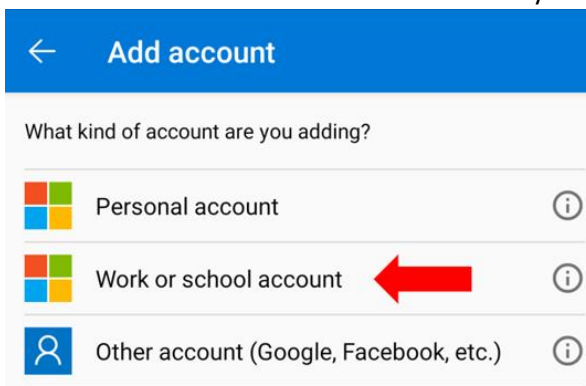 Add account
What kind of account are you adding?
Personal account
Work or school account
Other account (Google, Facebook, etc.)